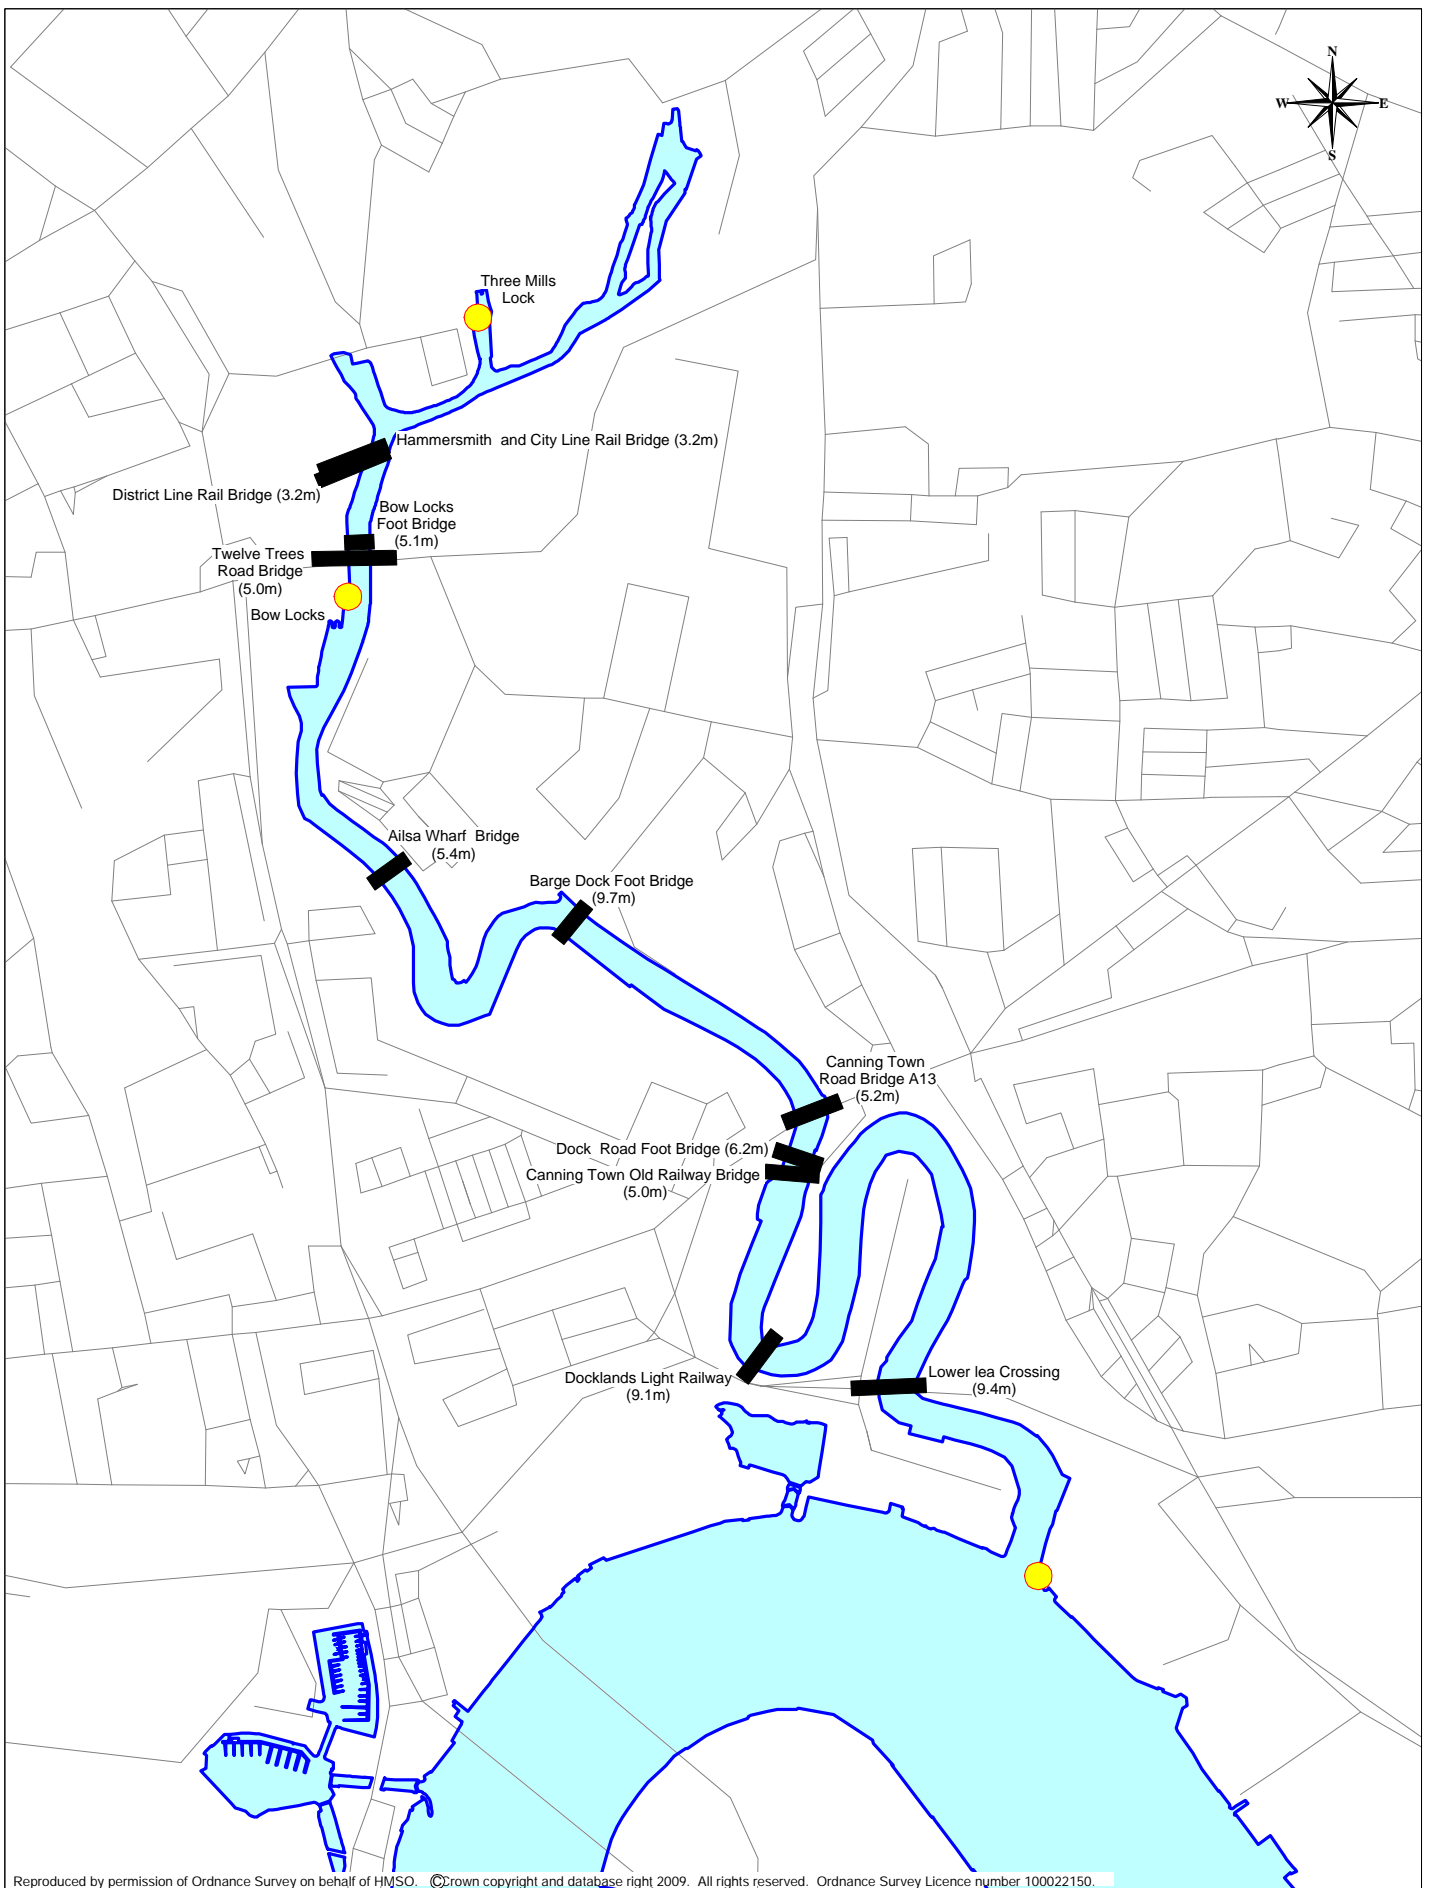 N
W
E
S
Three Mills
Lock
Hammersmith and City Line Rail Bridge (3.2m)
District Line Rail Bridge (3.2m)
Bow Locks
Foot Bridge
(5.1m)
Twelve Trees
Road Bridge
(5.0m)
Bow Locks
Ailsa Wharf Bridge
(5.4m)
Barge Dock Foot Bridge
(9.7m)
Canning Town
Road Bridge A13
(5.2m)
Dock Road Foot Bridge (6.2m)
Canning Town Old Railway Bridge
(5.0m)
Docklands Light Railway
(9.1m)
Lower lea Crossing
(9.4m)
Reproduced by permission of Ordnance Survey on behalf of HMSO. ©Crown copyright and database right 2009. All rights reserved. Ordnance Survey Licence number 100022150.